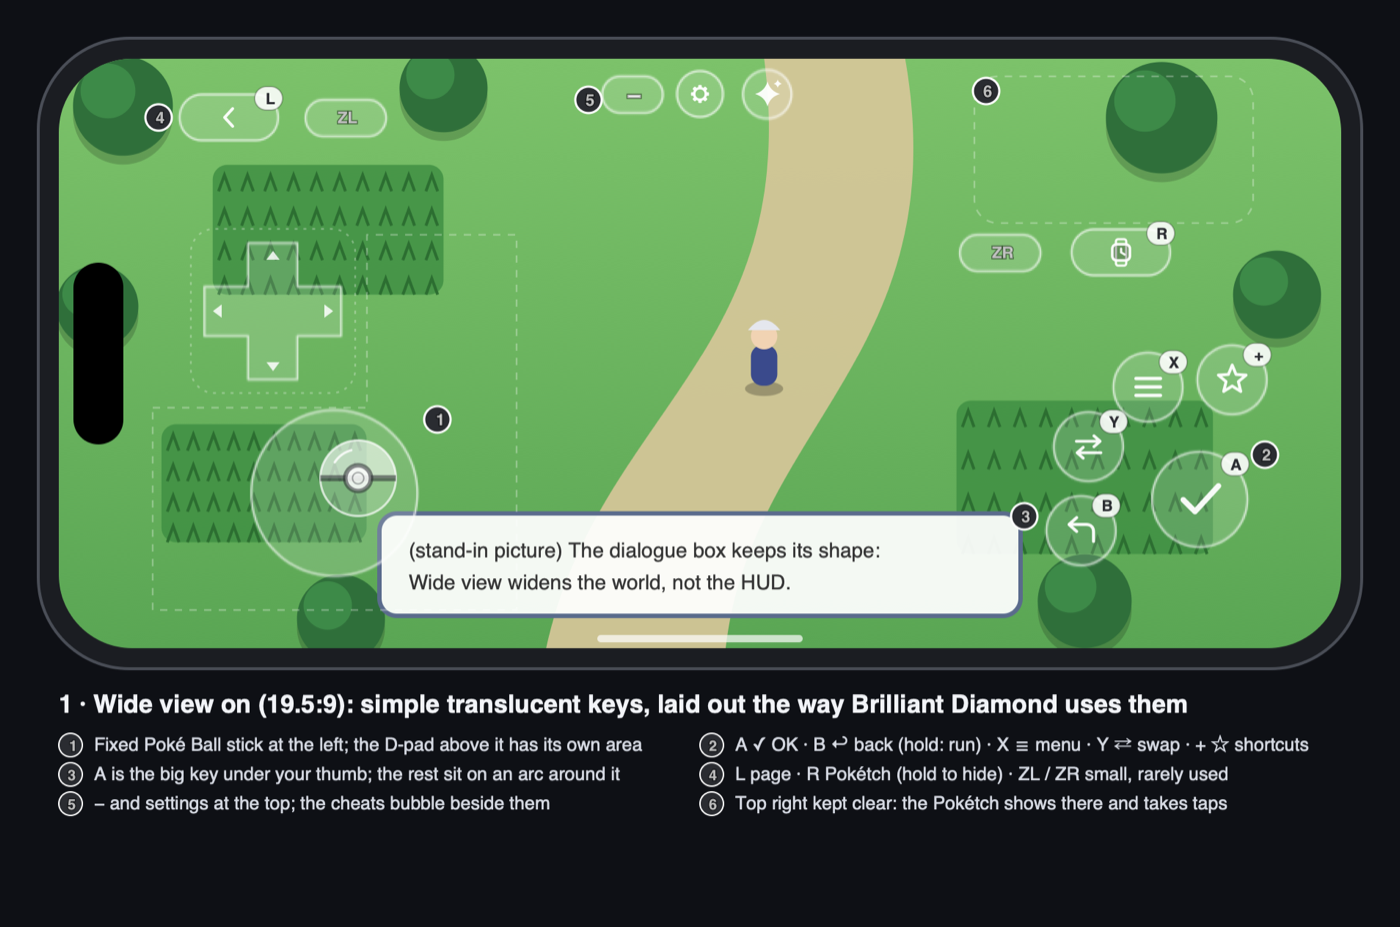 4
L
ZL
5
–
6
ZR
R
X
+
Y
1
A
2
B
3
(stand-in picture) The dialogue box keeps its shape:
Wide view widens the world, not the HUD.
1 · Wide view on (19.5:9): simple translucent keys, laid out the way Brilliant Diamond uses them
1 Fixed Poké Ball stick at the left; the D-pad above it has its own area
2 A ✓ OK · B ↩ back (hold: run) · X ≡ menu · Y ⇄ swap · + ☆ shortcuts
3 A is the big key under your thumb; the rest sit on an arc around it
4 L page · R Pokétch (hold to hide) · ZL / ZR small, rarely used
5 – and settings at the top; the cheats bubble beside them
6 Top right kept clear: the Pokétch shows there and takes taps